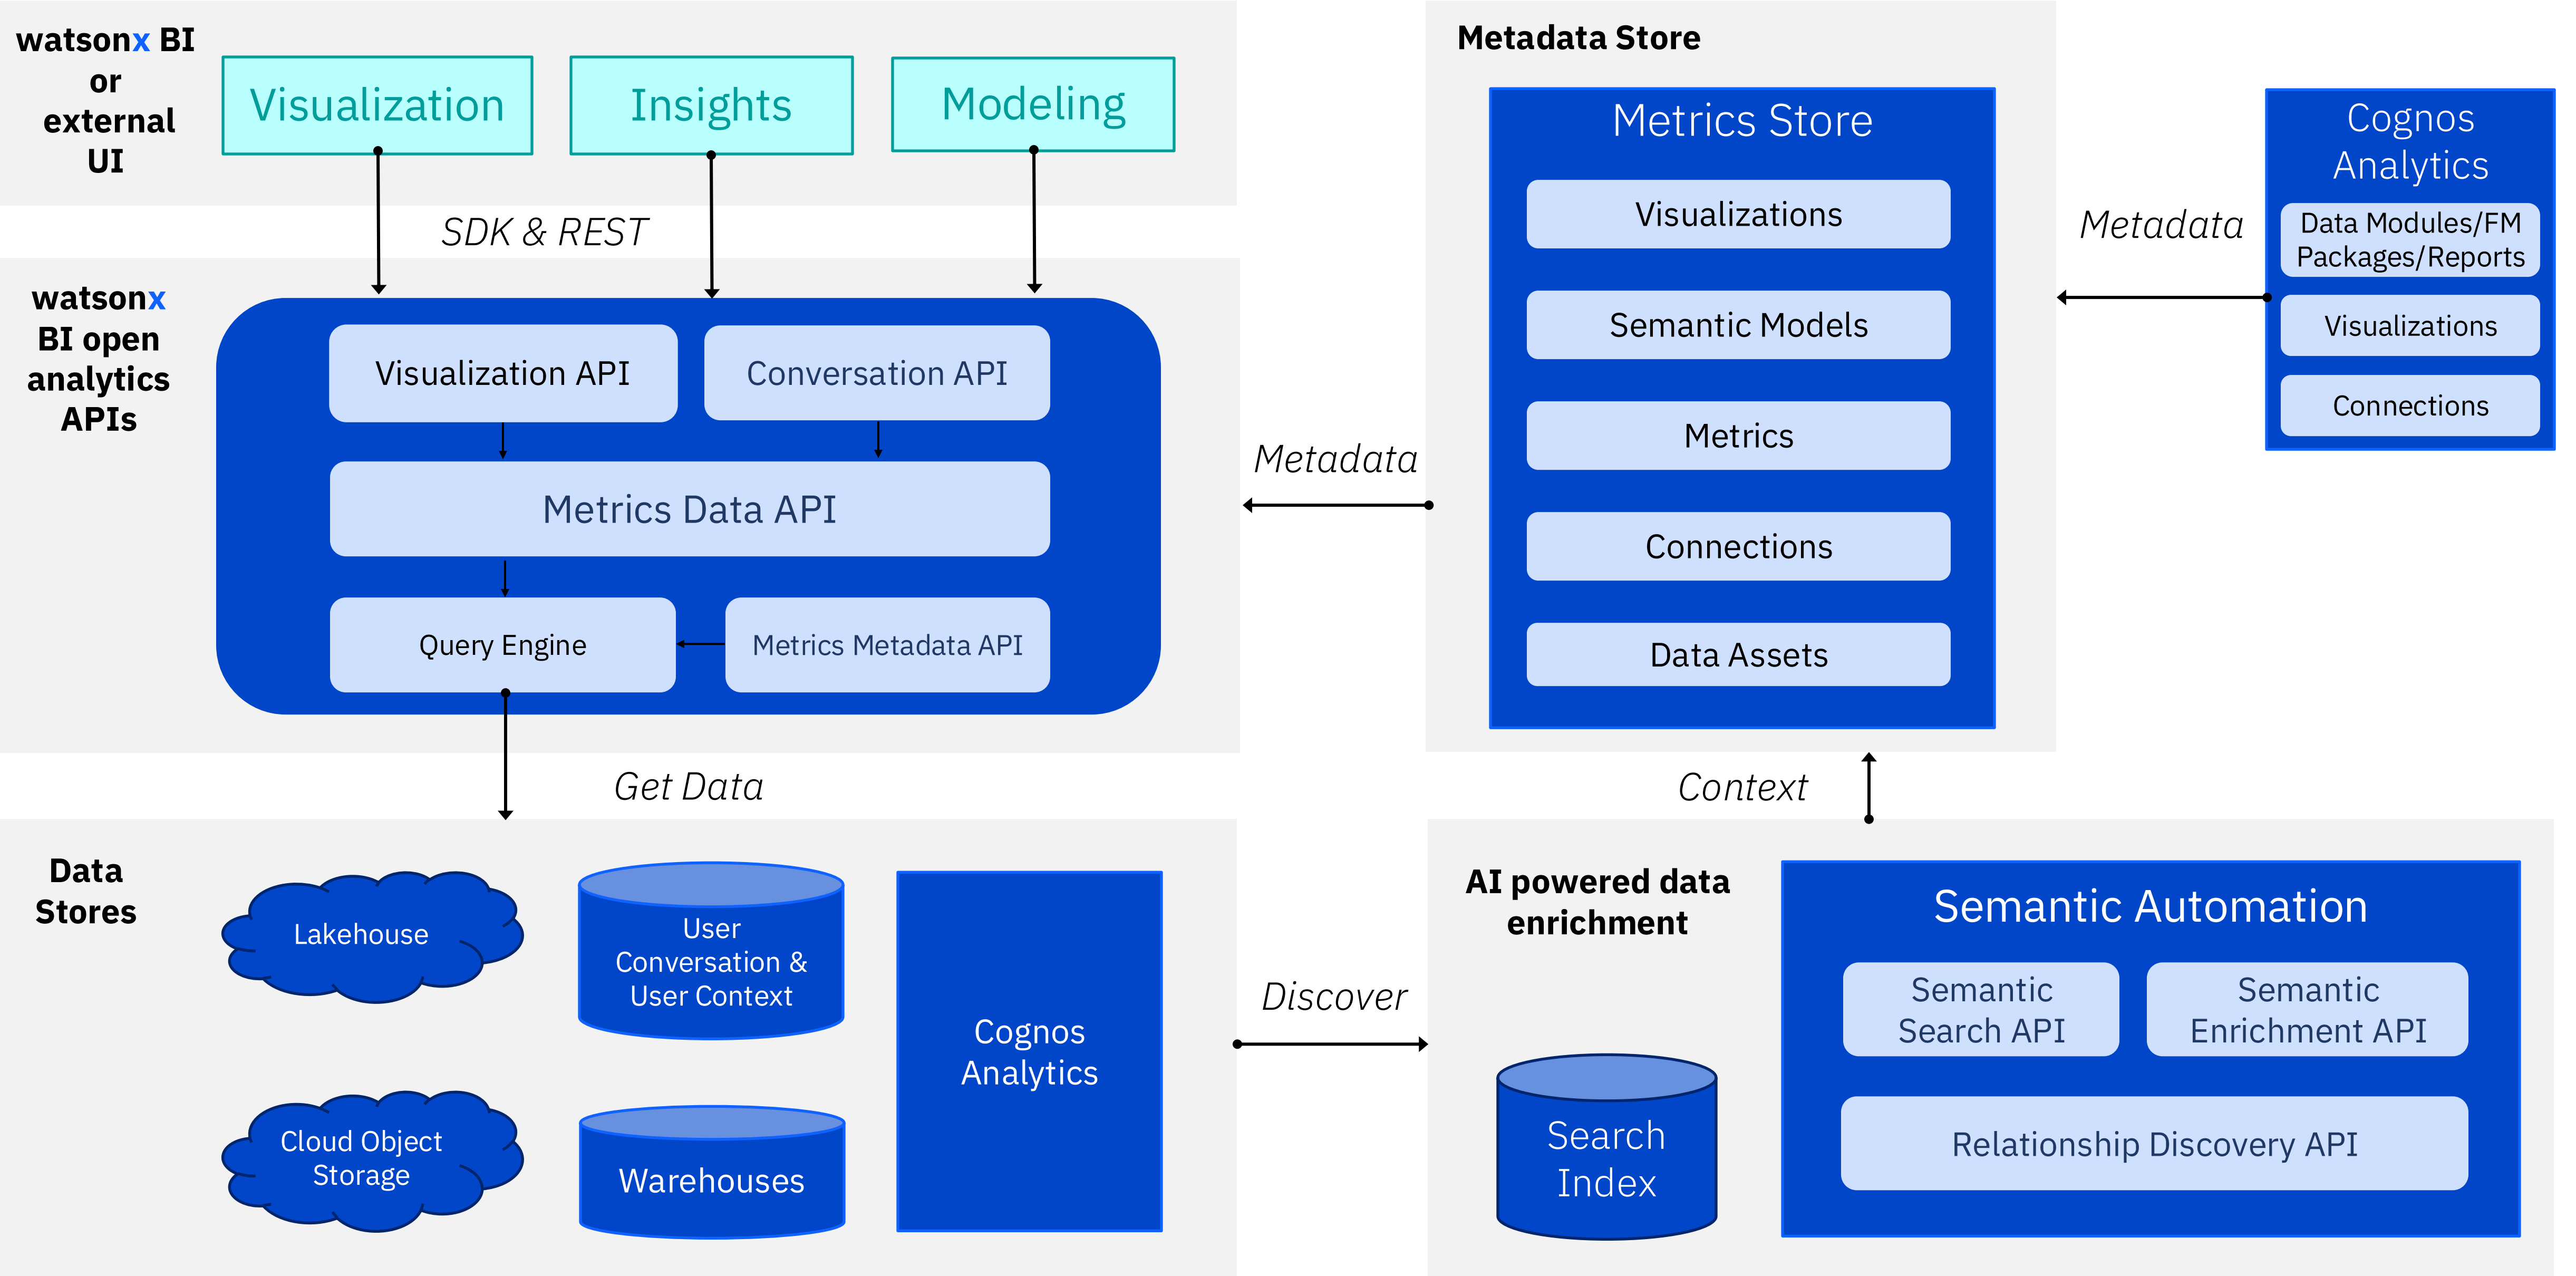 watsonx BI
or
external
UI
Visualization
Insights
Modeling
SDK & REST
watsonx
BI open
analytics
APIs
Visualization API
Conversation API
Metrics Data API
Query Engine
Metrics Metadata API
Get Data
Metadata
Metadata Store
Metrics Store
Visualizations
Semantic Models
Metrics
Connections
Data Assets
Metadata
Cognos
Analytics
Data Modules/FM
Packages/Reports
Visualizations
Connections
Context
Data
Stores
Lakehouse
User
Conversation &
User Context
Cloud Object
Storage
Warehouses
Cognos
Analytics
Discover
AI powered data
enrichment
Search
Index
Semantic Automation
Semantic
Search API
Semantic
Enrichment API
Relationship Discovery API